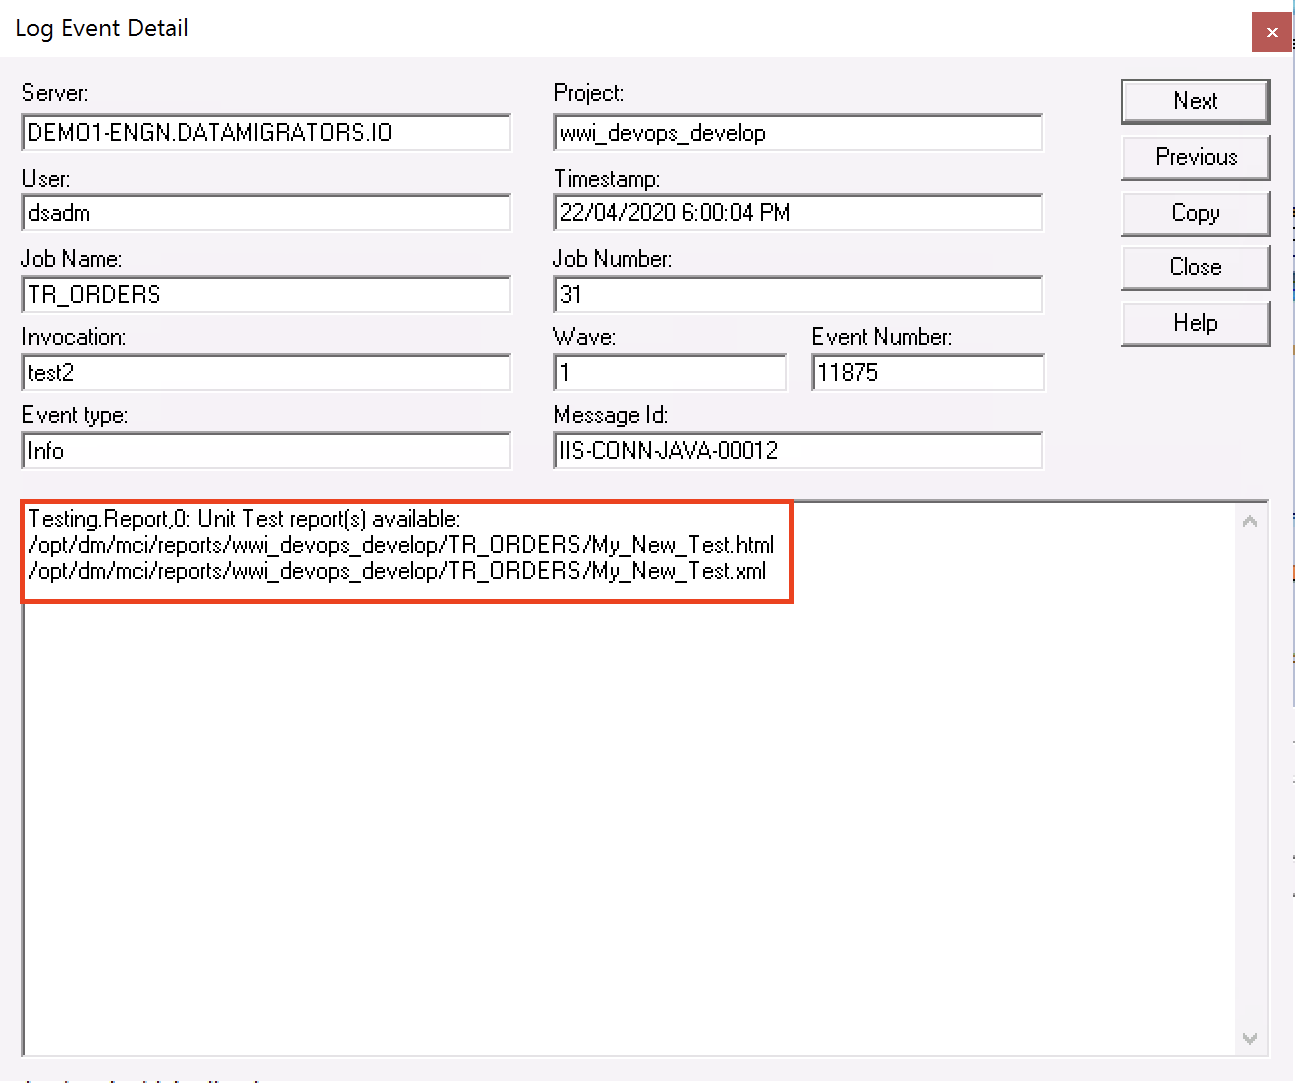 Log Event Detail
Server:
DEMO1-ENGN.DATAMIGRATORS.IO
Project:
wwi_devops_develop
User:
dsadm
Timestamp:
22/04/2020 6:00:04 PM
Job Name:
TR_ORDERS
Job Number:
31
Invocation:
test2
Wave:
1
Event Number:
11875
Event type:
Info
Message Id:
IIS-CONN-JAVA-00012
Next
Previous
Copy
Close
Help
Testing.Report,0: Unit Test report(s) available:
/opt/dm/mci/reports/wwi_devops_develop/TR_ORDERS/My_New_Test.html
/opt/dm/mci/reports/wwi_devops_develop/TR_ORDERS/My_New_Test.xml